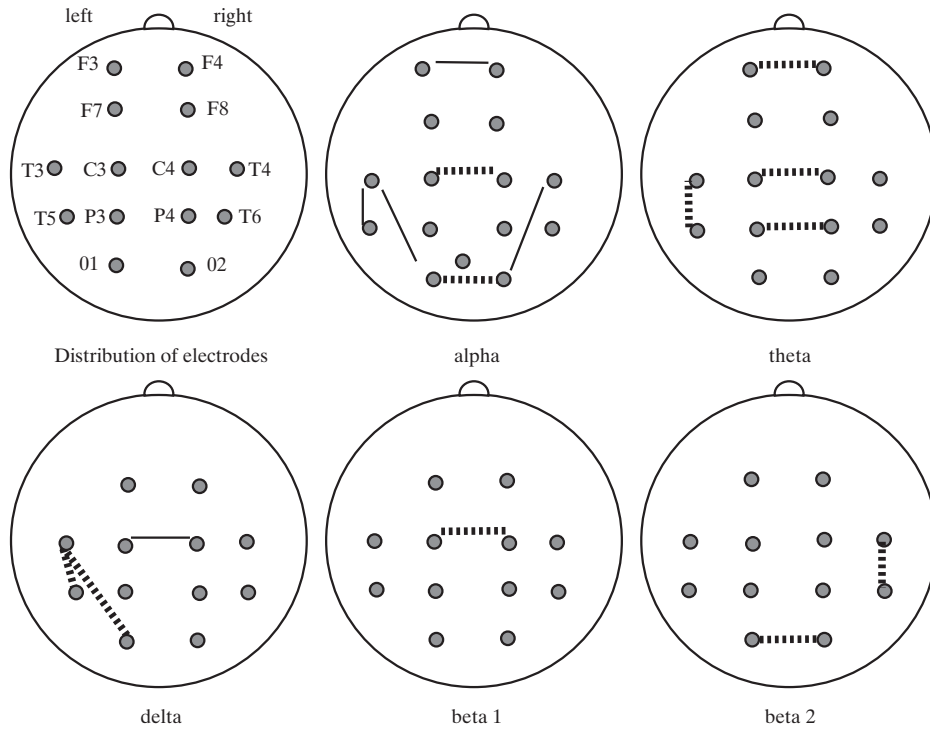 left right
F3 F4
F7 F8
T3 C3 C4 T4
T5 P3 P4 T6
01 02
Distribution of electrodes alpha theta
delta beta 1 beta 2